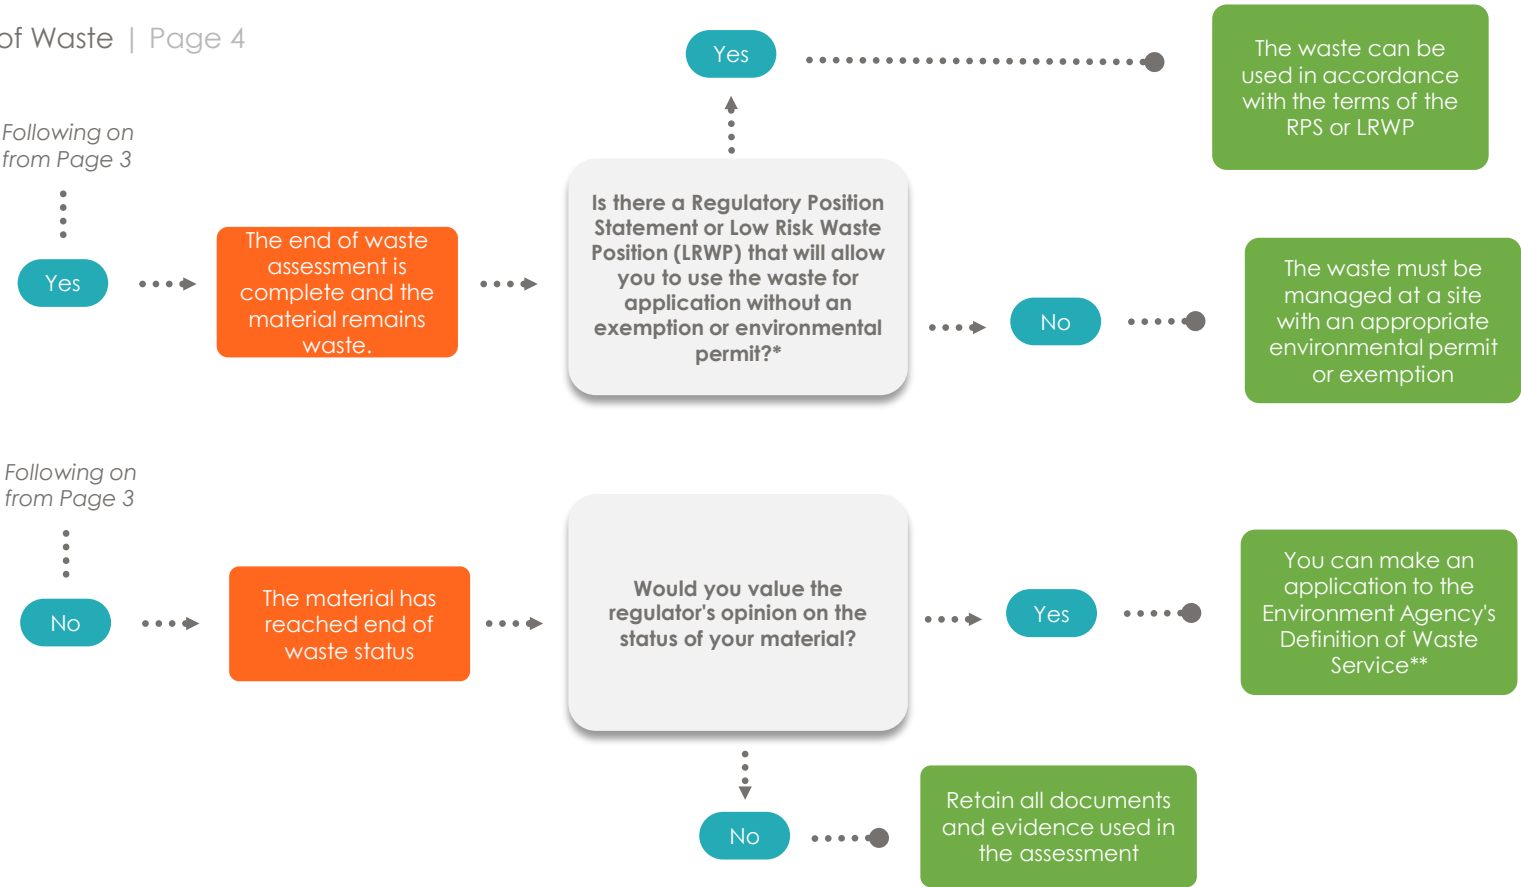 of Waste | Page 4
Yes
The waste can be
used in accordance
with the terms of the
RPS or LRWP
Following on
from Page 3
Is there a Regulatory Position
Statement or Low Risk Waste
Position (LRWP) that will allow
you to use the waste for
application without an
exemption or environmental
permit?*
Yes
The end of waste
assessment is
complete and the
material remains
waste.
No
The waste must be
managed at a site
with an appropriate
environmental permit
or exemption
Following on
from Page 3
No
The material has
reached end of
waste status
Would you value the
regulator's opinion on the
status of your material?
Yes
You can make an
application to the
Environment Agency's
Definition of Waste
Service**
No
Retain all documents
and evidence used in
the assessment